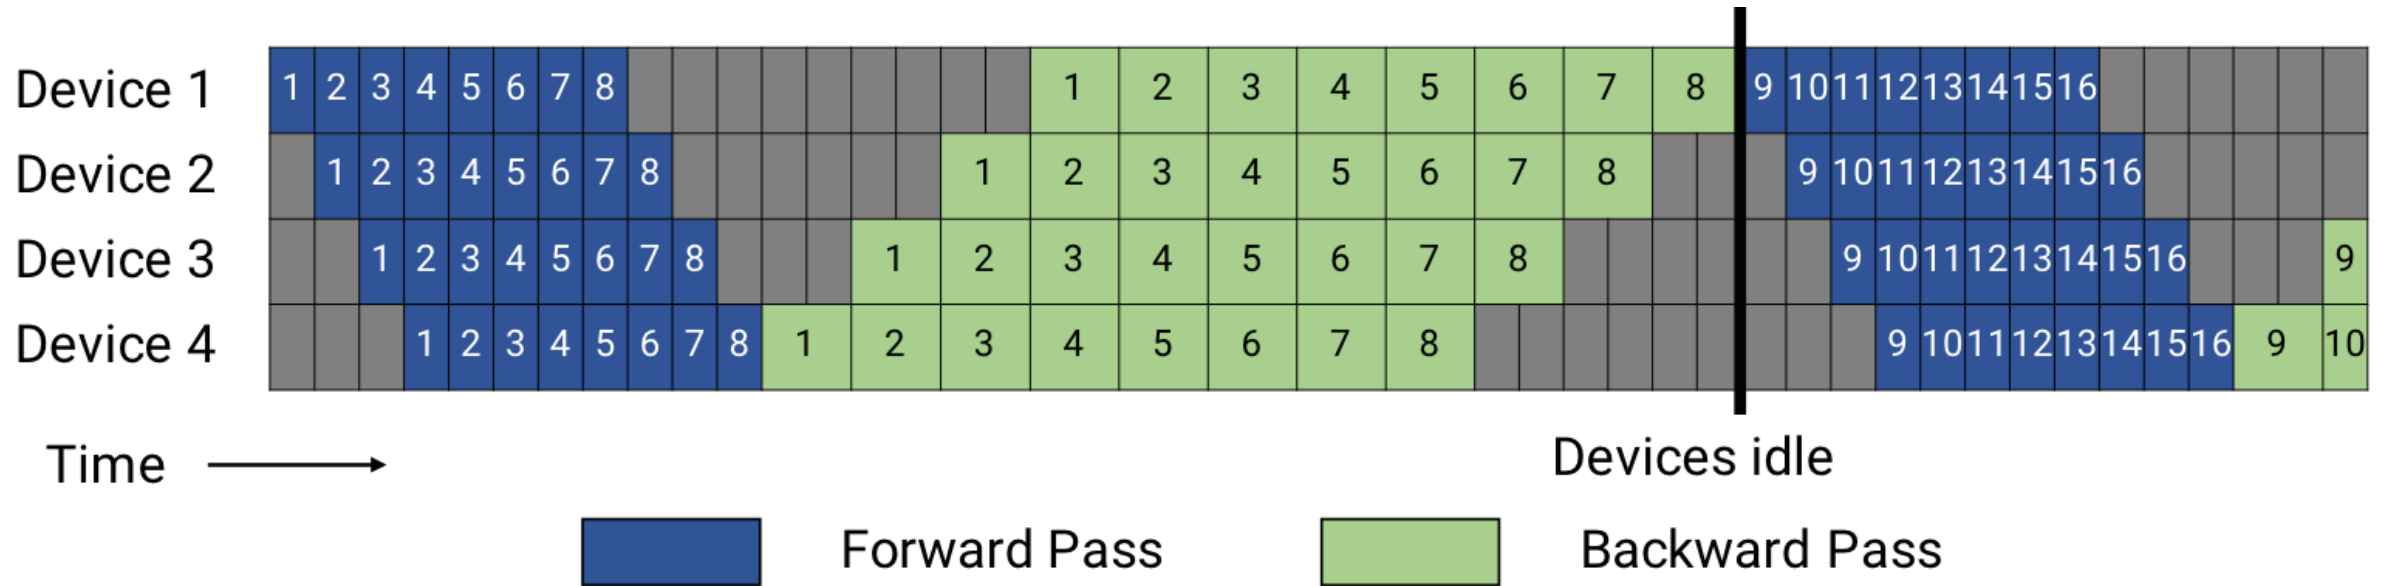 Device 1 1 2 3 4 5 6 7 8 1 2 3 4 5 6 7 8 9 10 11 12 13 14 15 16
Device 2 1 2 3 4 5 6 7 8 1 2 3 4 5 6 7 8 9 10 11 12 13 14 15 16
Device 3 1 2 3 4 5 6 7 8 1 2 3 4 5 6 7 8 9 10 11 12 13 14 15 16 9
Device 4 1 2 3 4 5 6 7 8 1 2 3 4 5 6 7 8 9 10 11 12 13 14 15 16 9 10
Time Devices idle
Forward Pass Backward Pass